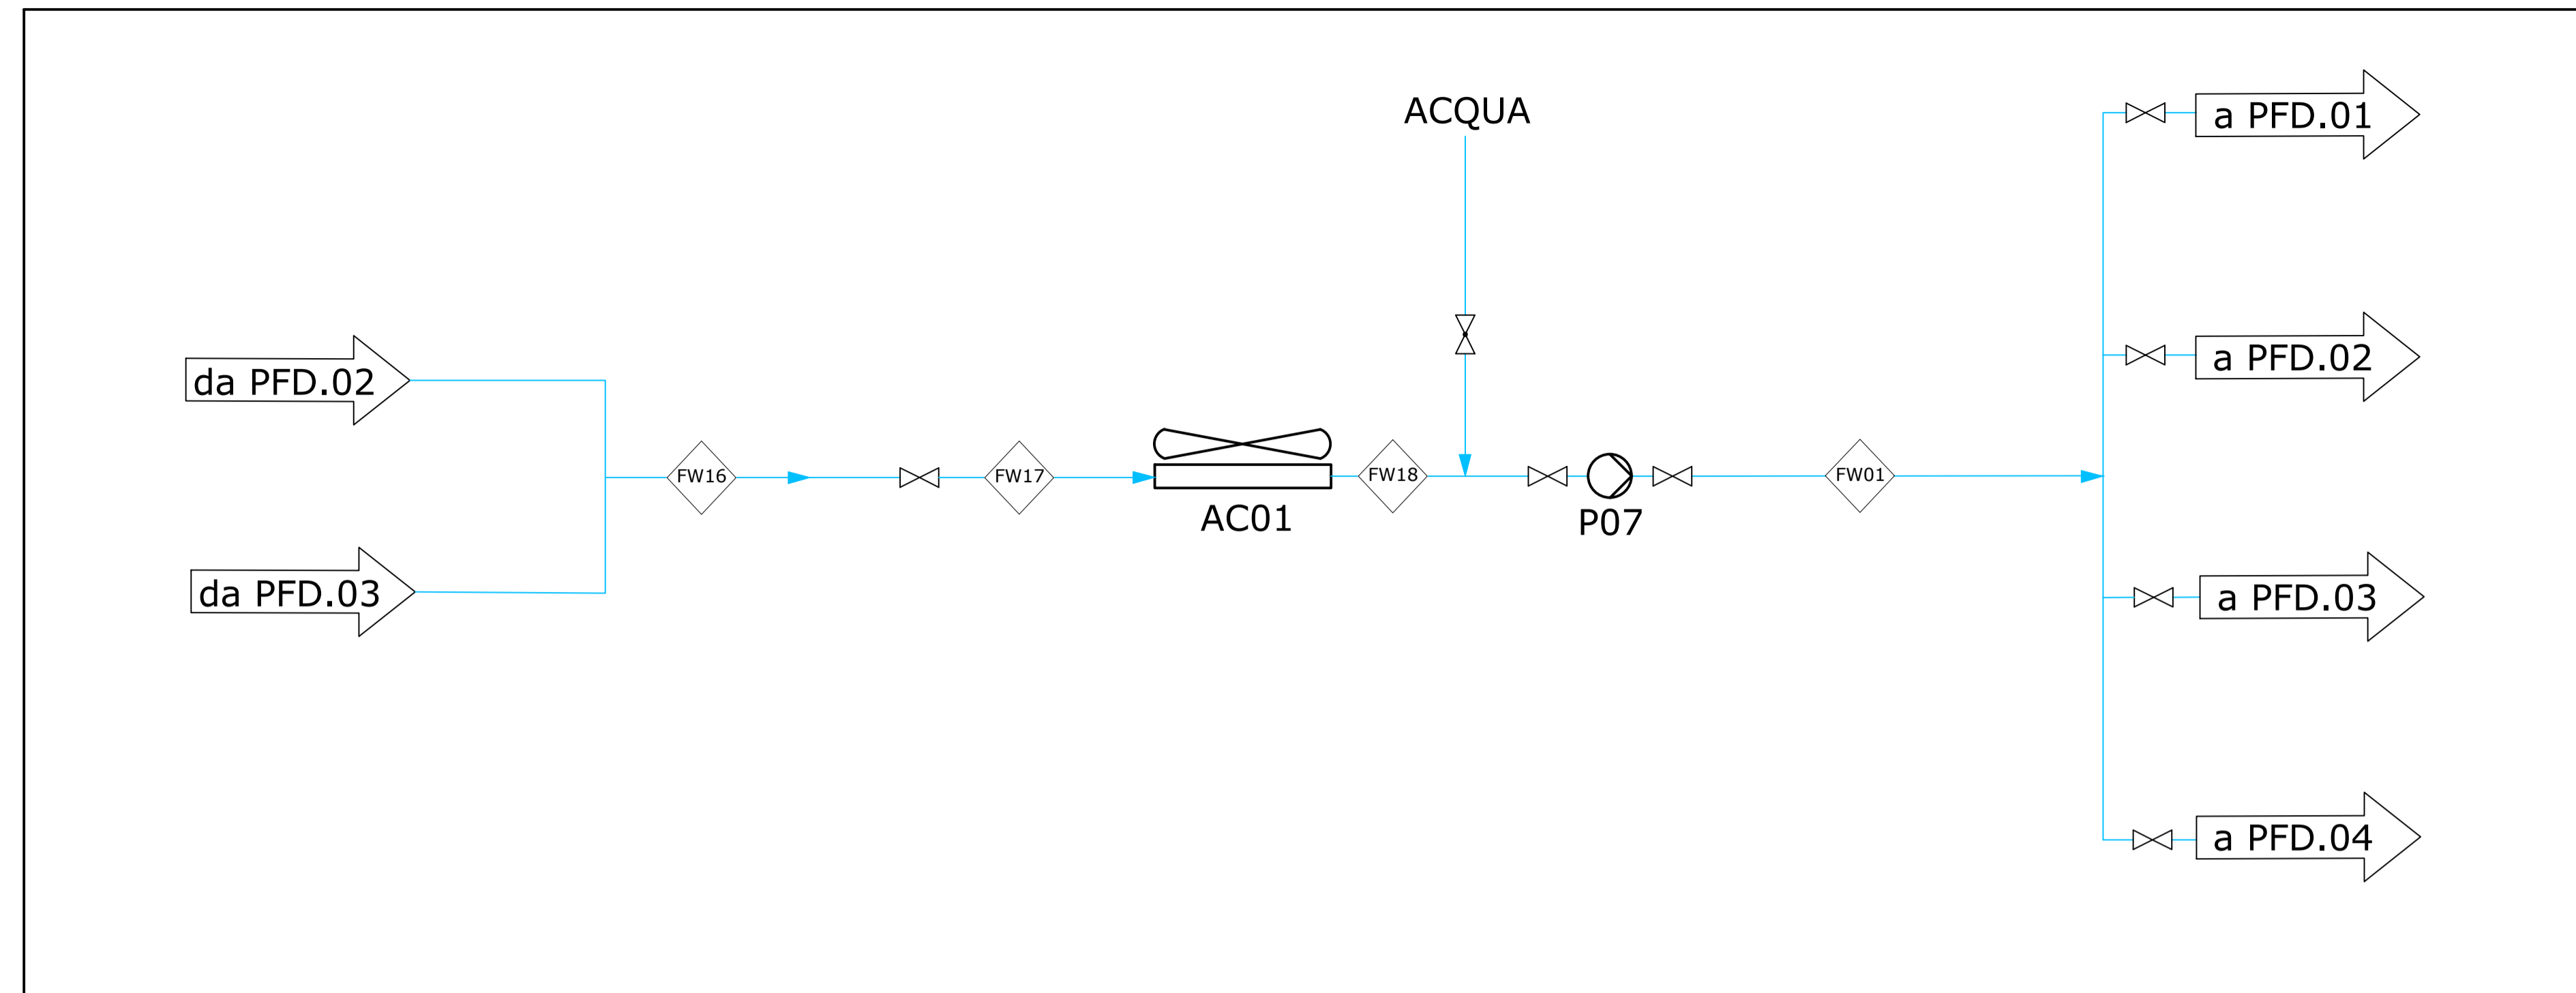 ACQUA
a PFD.01
da PFD.02
a PFD.02
FW16
FW17
AC01
FW18
P07
FW01
da PFD.03
a PFD.03
a PFD.04